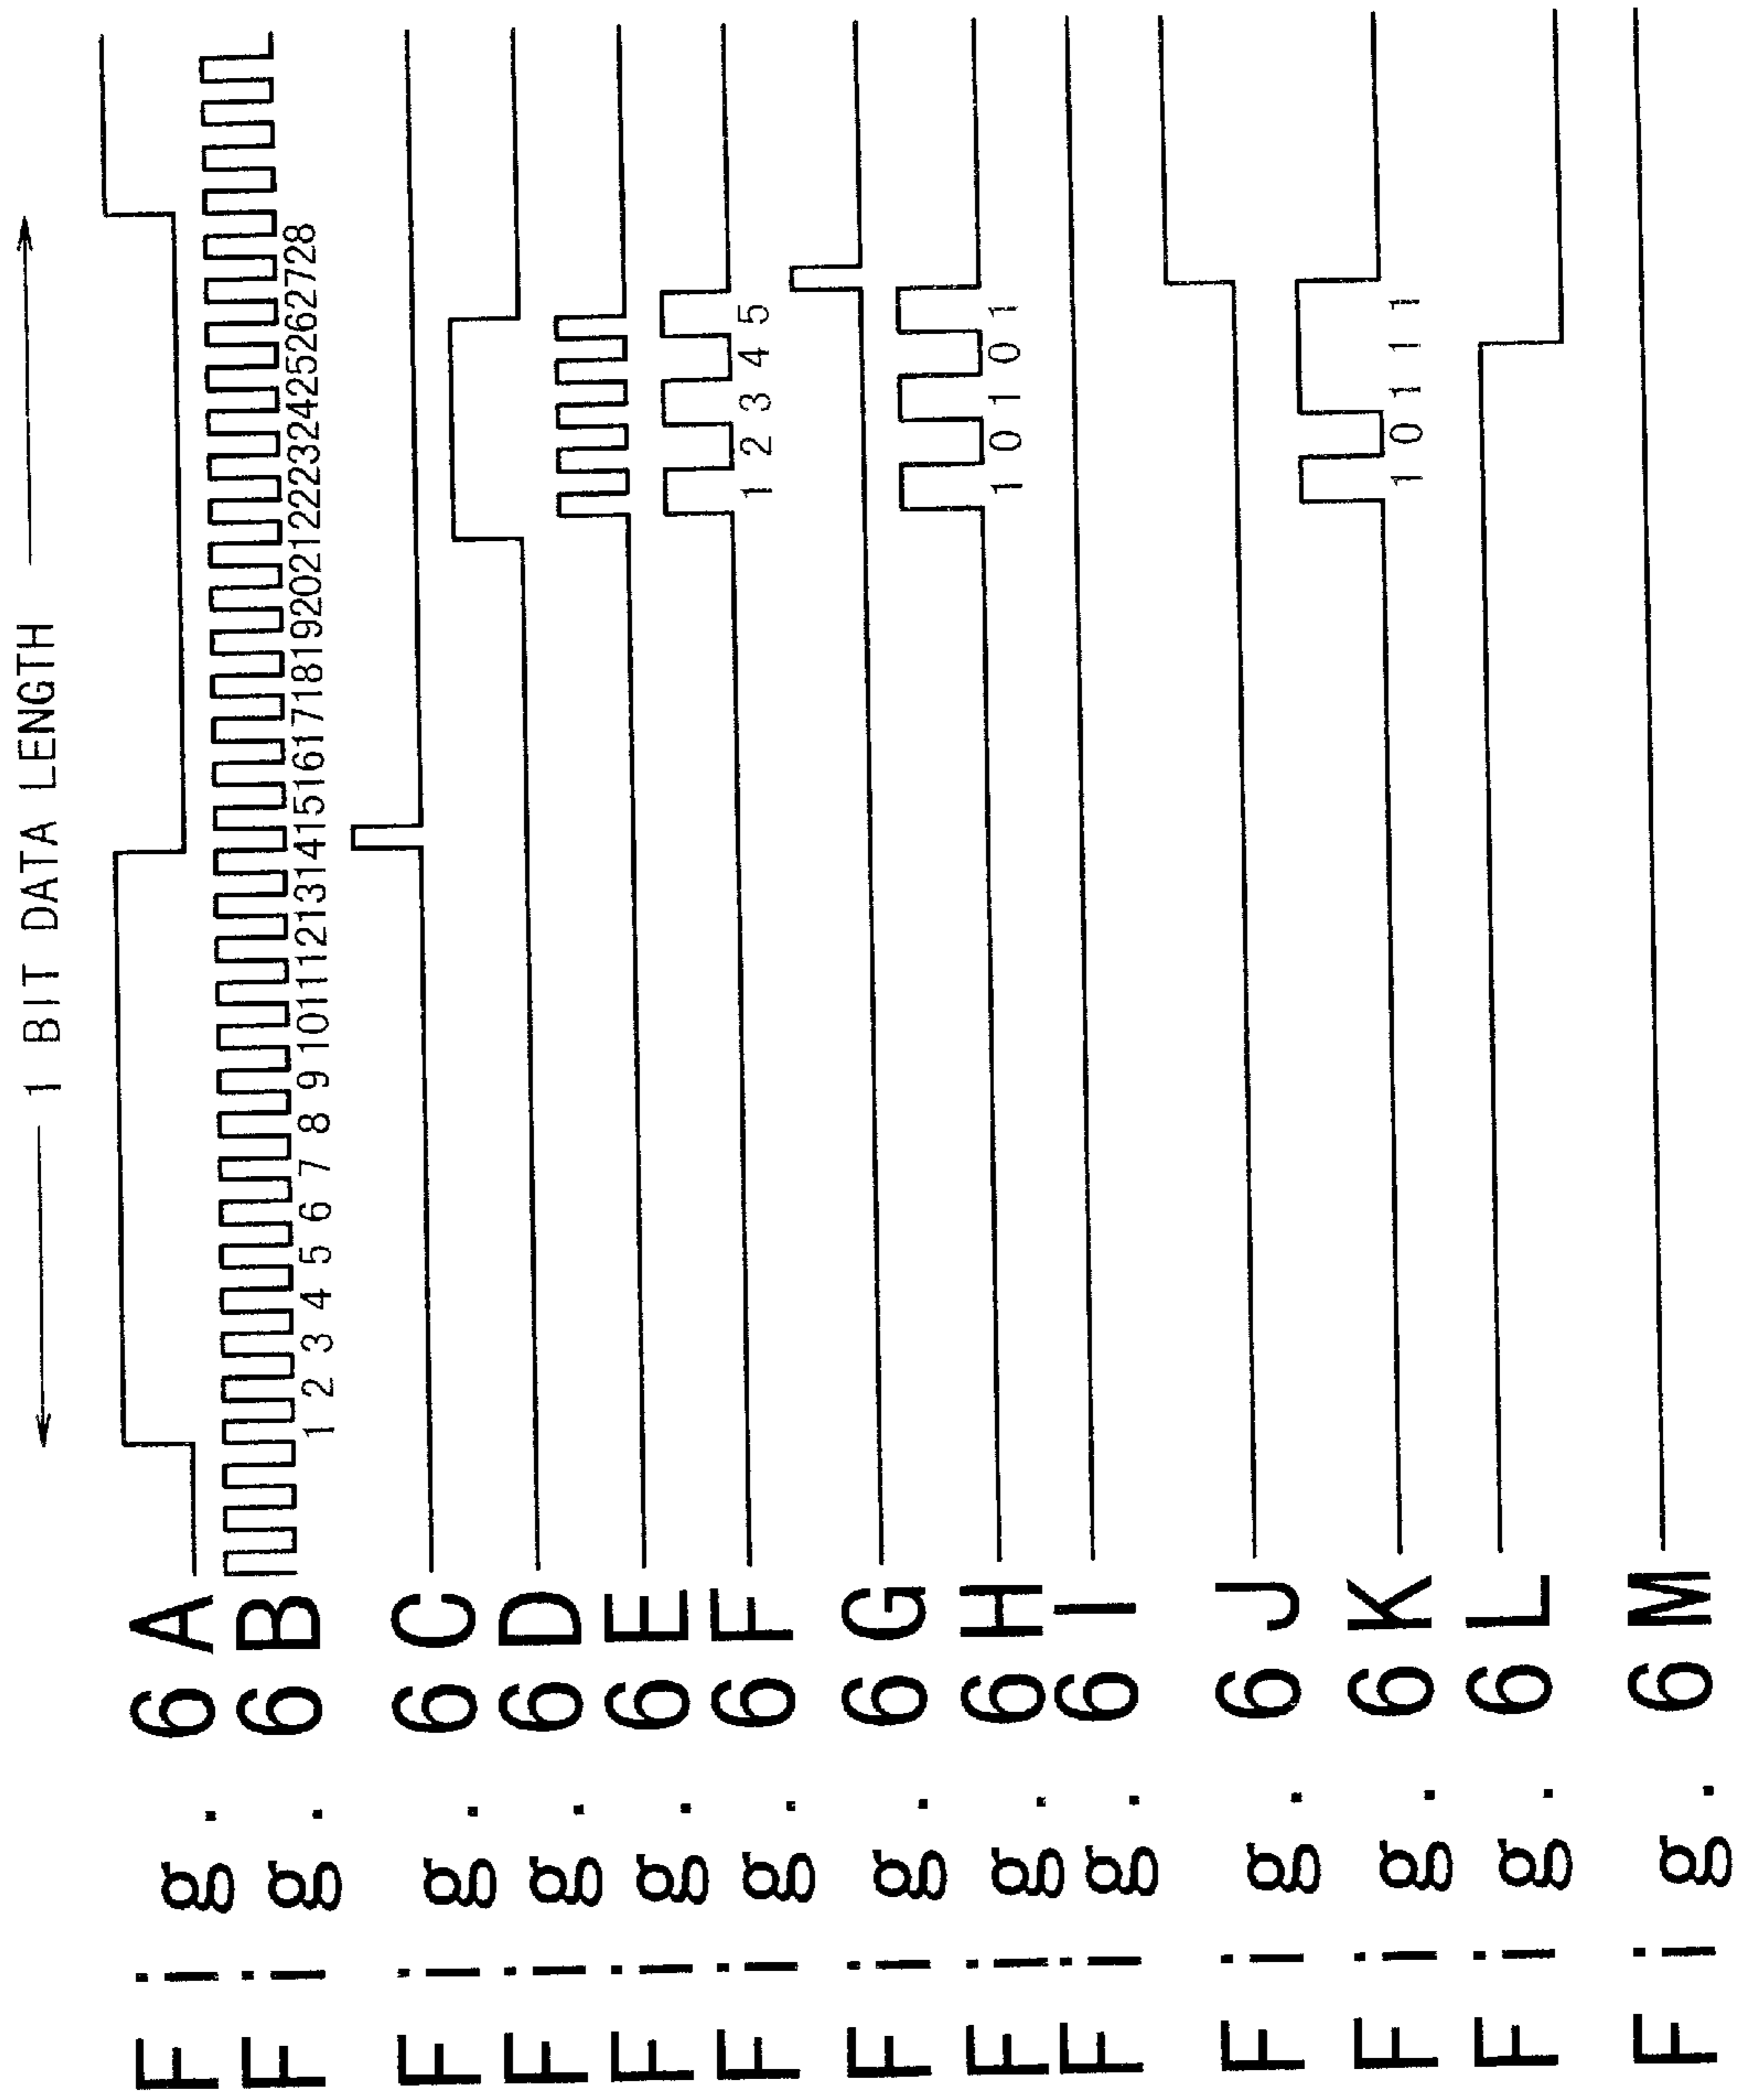 1 BIT DATA LENGTH
Fig. 6A
Fig. 6B
1 2 3 4 5 6 7 8 9 10 11 12 13 14 15 16 17 18 19 20 21 22 23 24 25 26 27 28
Fig. 6C
Fig. 6D
Fig. 6E
Fig. 6F
1 2 3 4 5
Fig. 6G
Fig. 6H
1 0 1 0 1
Fig. 6I
Fig. 6J
Fig. 6K
1 0 1 1 1
Fig. 6L
Fig. 6M